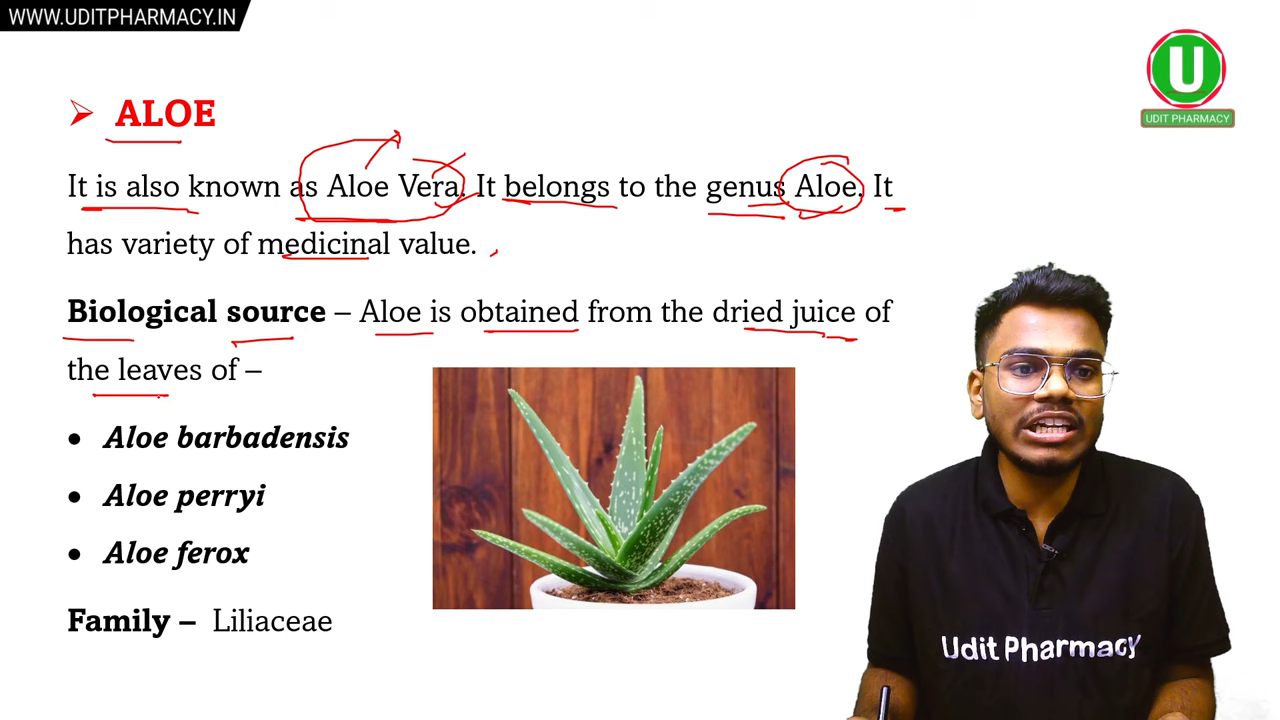 WWW.UDITPHARMACY.IN
U
UDIT PHARMACY
➢ ALOE
It is also known as Aloe Vera. It belongs to the genus Aloe. It
has variety of medicinal value.
Biological source – Aloe is obtained from the dried juice of
the leaves of –
• Aloe barbadensis
• Aloe perryi
• Aloe ferox
Family – Liliaceae
Udit Pharmacy